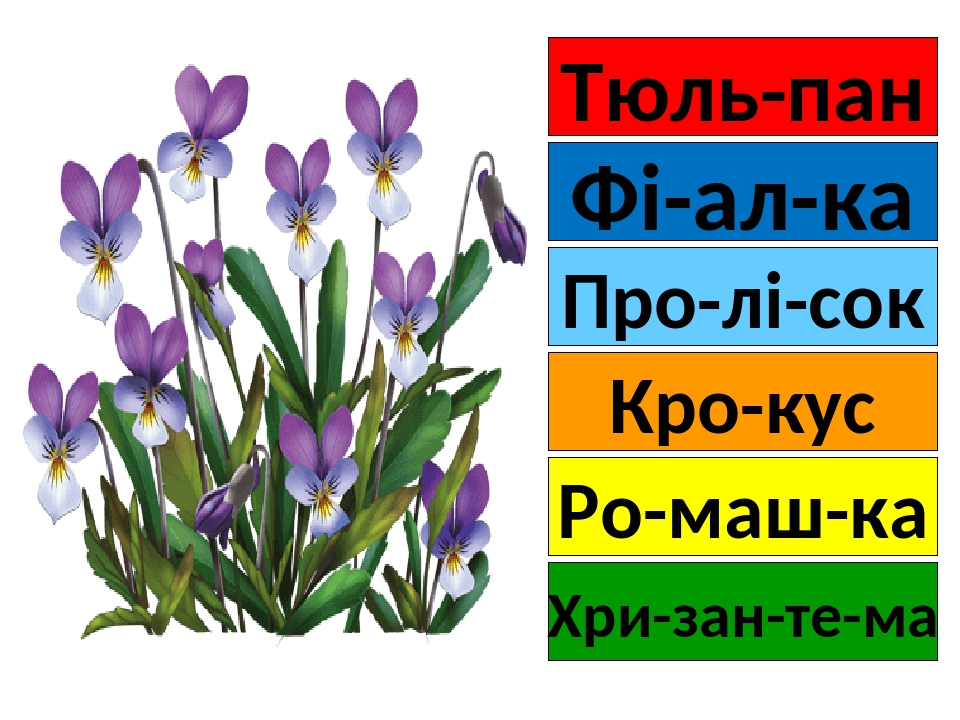 Тюль-пан
Фі-ал-ка
Про-лі-сок
Кро-кус
Ро-маш-ка
Хри-зан-те-ма